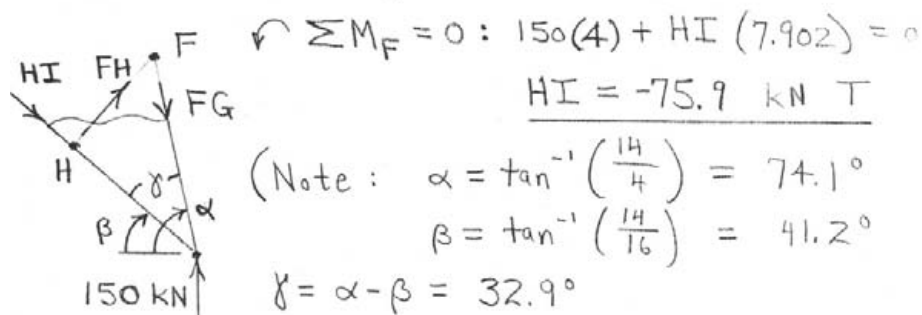 ↶ ΣM_F = 0 : 150(4) + HI (7.902) = 0
HI = -75.9 kN T
(Note : α = tan⁻¹ (14/4) = 74.1°
β = tan⁻¹ (14/16) = 41.2°
γ = α - β = 32.9°
F
HI
FH
FG
H
γ
β
α
150 kN